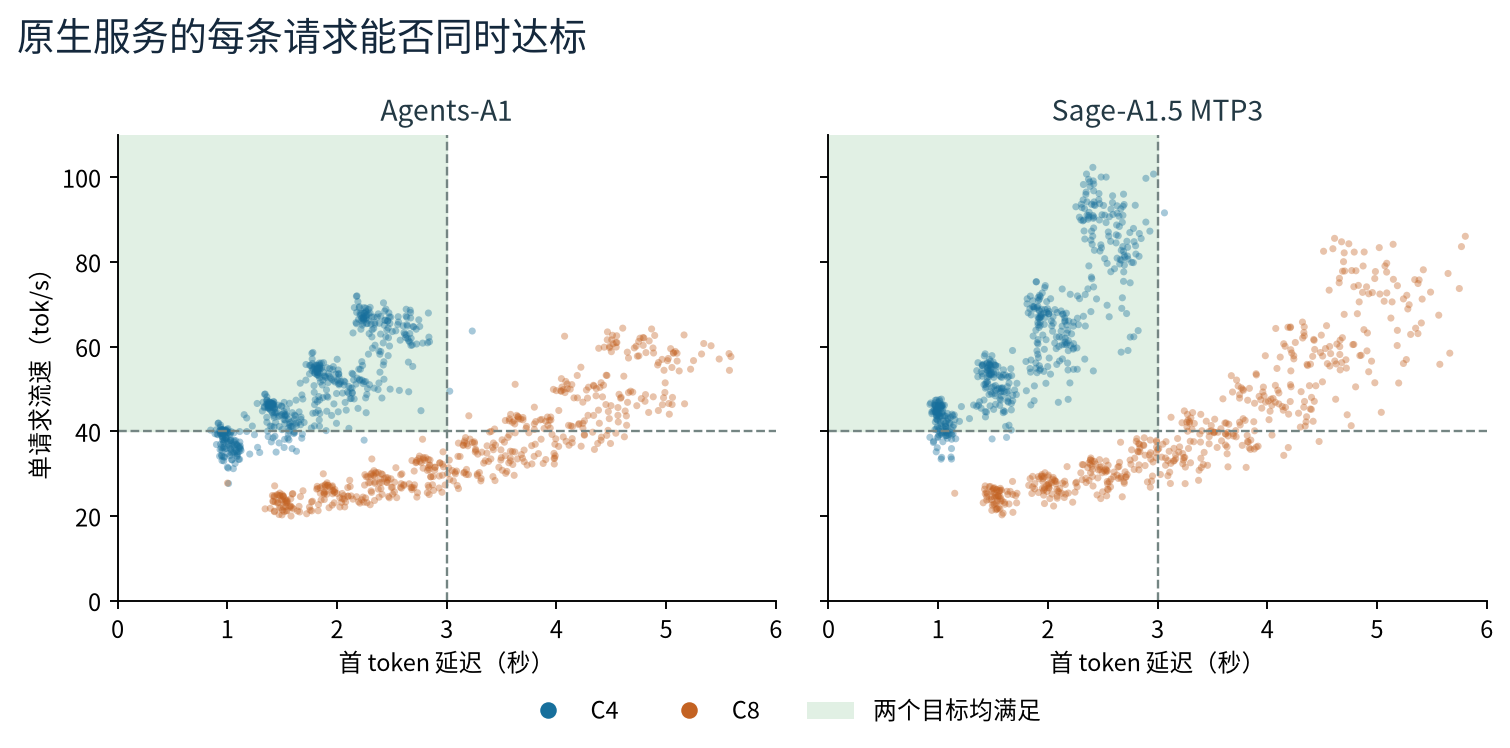 原生服务的每条请求能否同时达标
Agents-A1
Sage-A1.5 MTP3
单请求流速（tok/s）
100
80
60
40
20
0
0 1 2 3 4 5 6
0 1 2 3 4 5 6
首 token 延迟（秒）
首 token 延迟（秒）
C4 C8 两个目标均满足